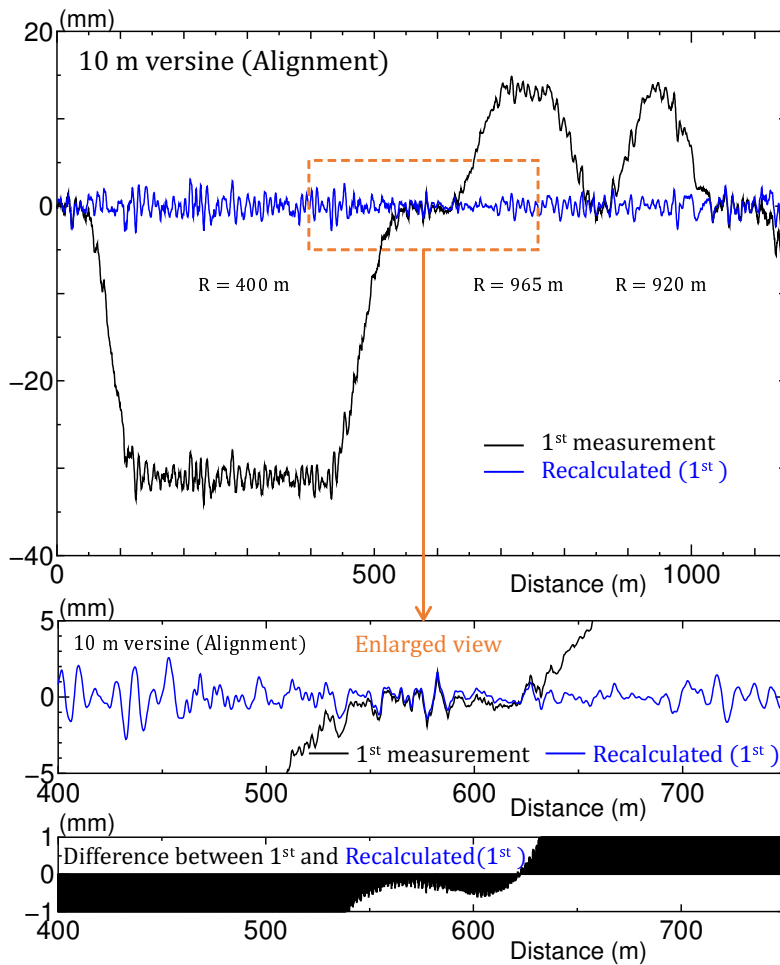 (mm)
20
10 m versine (Alignment)
0
R = 400 m
R = 965 m
R = 920 m
−20
1st measurement
Recalculated (1st )
−40
0
500
1000
Distance (m)
(mm)
5
10 m versine (Alignment)
Enlarged view
0
1st measurement
Recalculated (1st )
−5
400
500
600
700
Distance (m)
(mm)
1
Difference between 1st and Recalculated(1st )
0
−1
400
500
600
700
Distance (m)